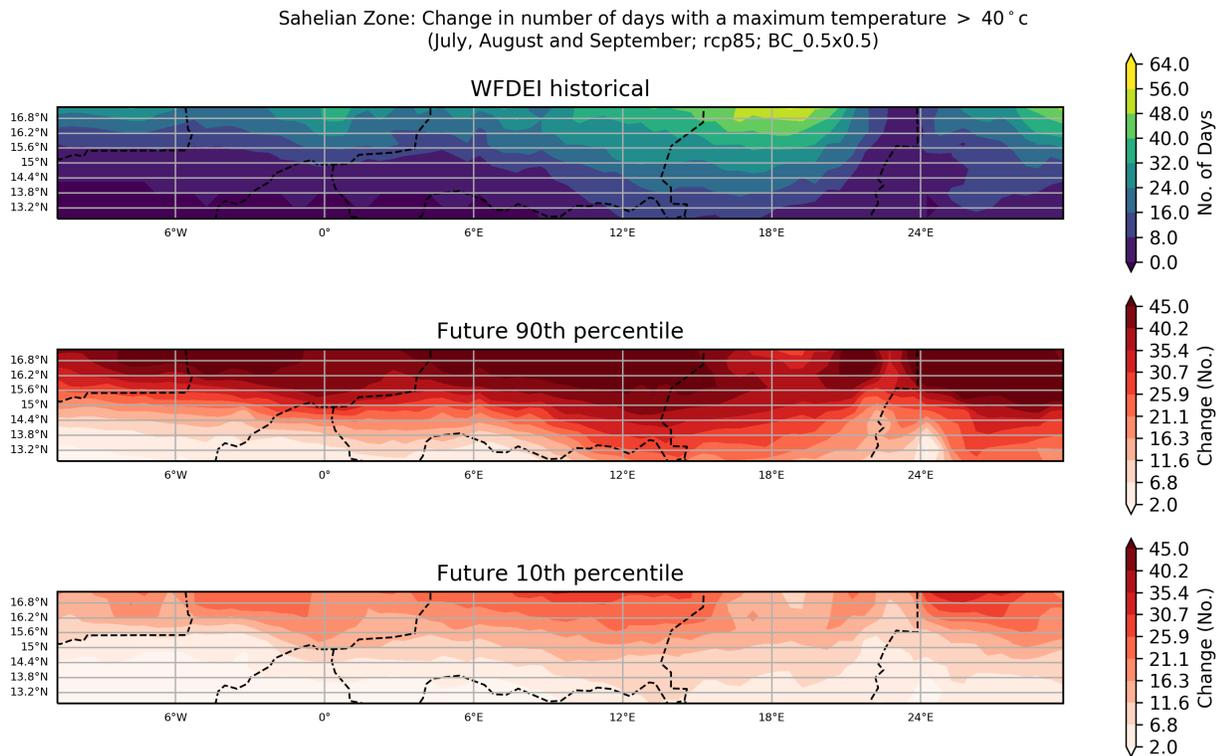 Sahelian Zone: Change in number of days with a maximum temperature > 40°c
(July, August and September; rcp85; BC_0.5x0.5)
WFDEI historical
16.8°N
16.2°N
15.6°N
15°N
14.4°N
13.8°N
13.2°N
6°W 0° 6°E 12°E 18°E 24°E
64.0
56.0
48.0
40.0
32.0
24.0
16.0
8.0
0.0
No. of Days
Future 90th percentile
16.8°N
16.2°N
15.6°N
15°N
14.4°N
13.8°N
13.2°N
6°W 0° 6°E 12°E 18°E 24°E
45.0
40.2
35.4
30.7
25.9
21.1
16.3
11.6
6.8
2.0
Change (No.)
Future 10th percentile
16.8°N
16.2°N
15.6°N
15°N
14.4°N
13.8°N
13.2°N
6°W 0° 6°E 12°E 18°E 24°E
45.0
40.2
35.4
30.7
25.9
21.1
16.3
11.6
6.8
2.0
Change (No.)